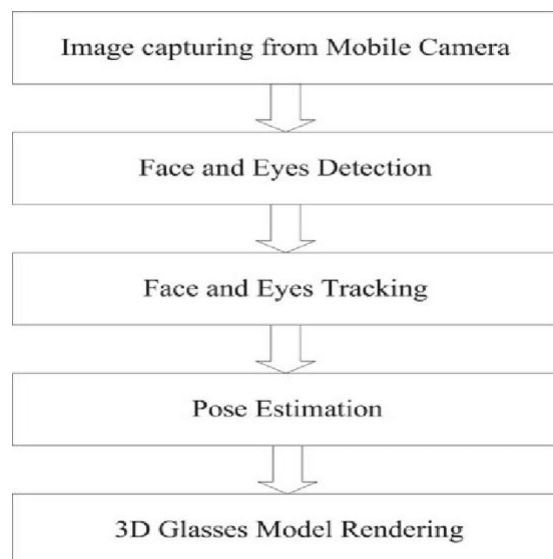 Image capturing from Mobile Camera
Face and Eyes Detection
Face and Eyes Tracking
Pose Estimation
3D Glasses Model Rendering